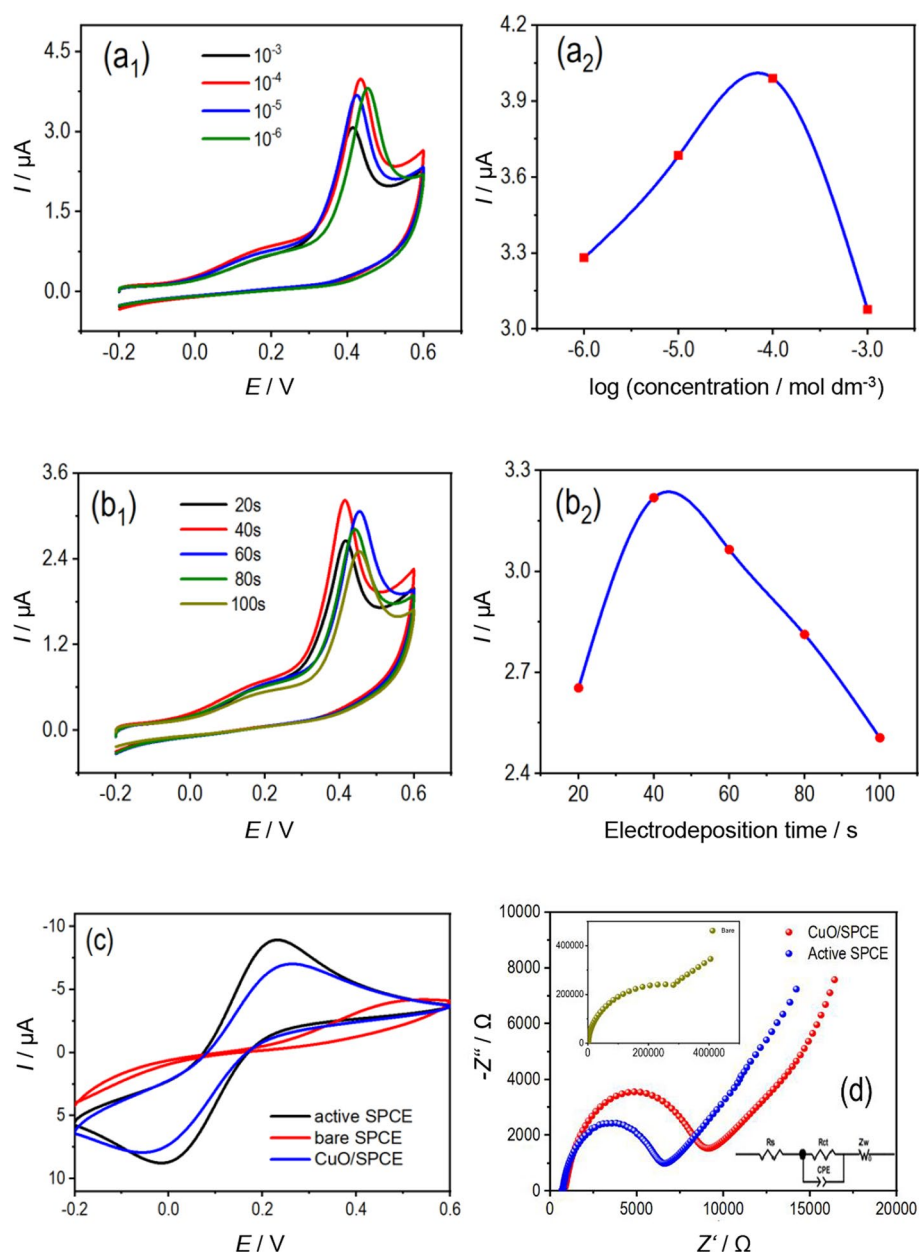 (a₁)
10⁻³
10⁻⁴
10⁻⁵
10⁻⁶
4.5
3.0
1.5
0.0
I / µA
-0.2 0.0 0.2 0.4 0.6
E / V
(a₂)
4.2
3.9
3.6
3.3
3.0
I / µA
-6.0 -5.0 -4.0 -3.0
log (concentration / mol dm⁻³)
(b₁)
20s
40s
60s
80s
100s
3.6
2.4
1.2
0.0
I / µA
-0.2 0.0 0.2 0.4 0.6
E / V
(b₂)
3.3
3.0
2.7
2.4
I / µA
20 40 60 80 100
Electrodeposition time / s
(c)
-10
-5
0
5
10
I / µA
active SPCE
bare SPCE
CuO/SPCE
-0.2 0.0 0.2 0.4 0.6
E / V
10000
8000
6000
4000
2000
0
-Z“ / Ω
Bare
400000
200000
0
0 200000 400000
CuO/SPCE
Active SPCE
(d)
Rs Rct Zw
CPE
0 5000 10000 15000 20000
Z‘ / Ω